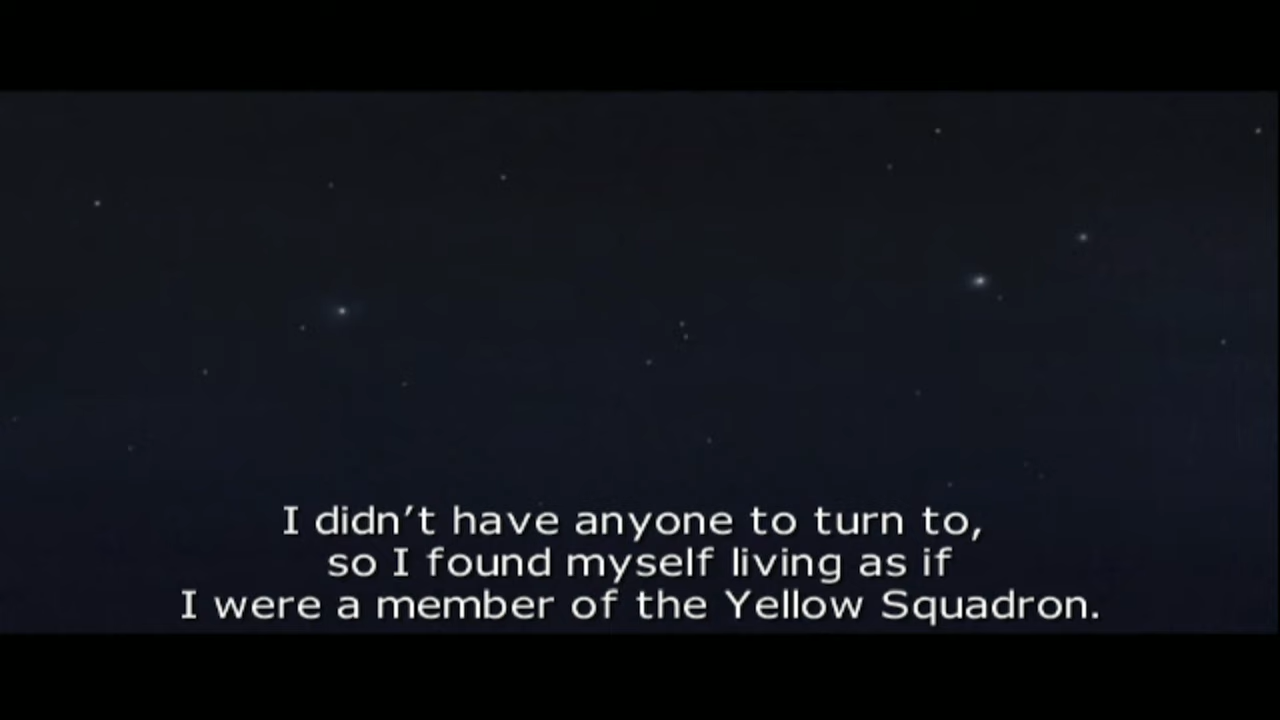 I didn't have anyone to turn to,
so I found myself living as if
I were a member of the Yellow Squadron.